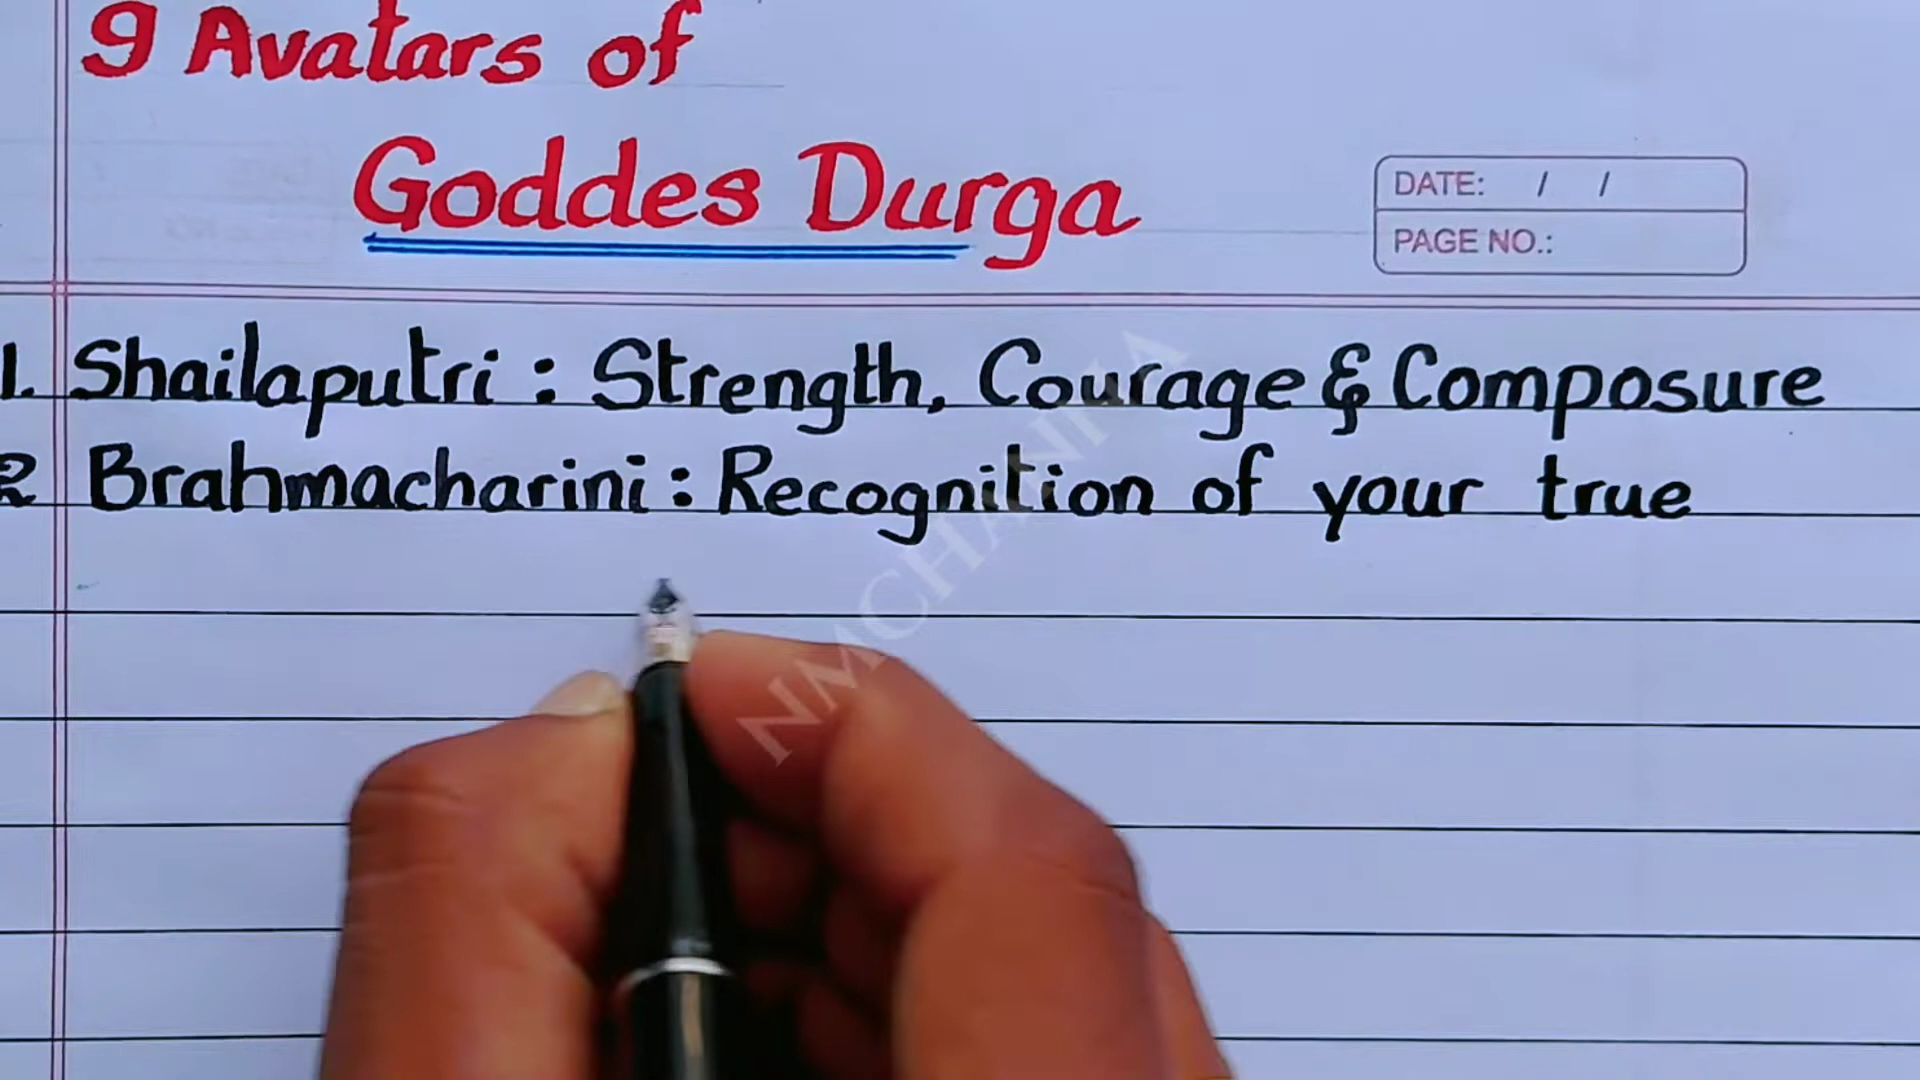 9 Avatars of
Goddes Durga
DATE: / /
PAGE NO.:
1. Shailaputri : Strength, Courage & Composure
2 Brahmacharini : Recognition of your true
NMCHANIKA